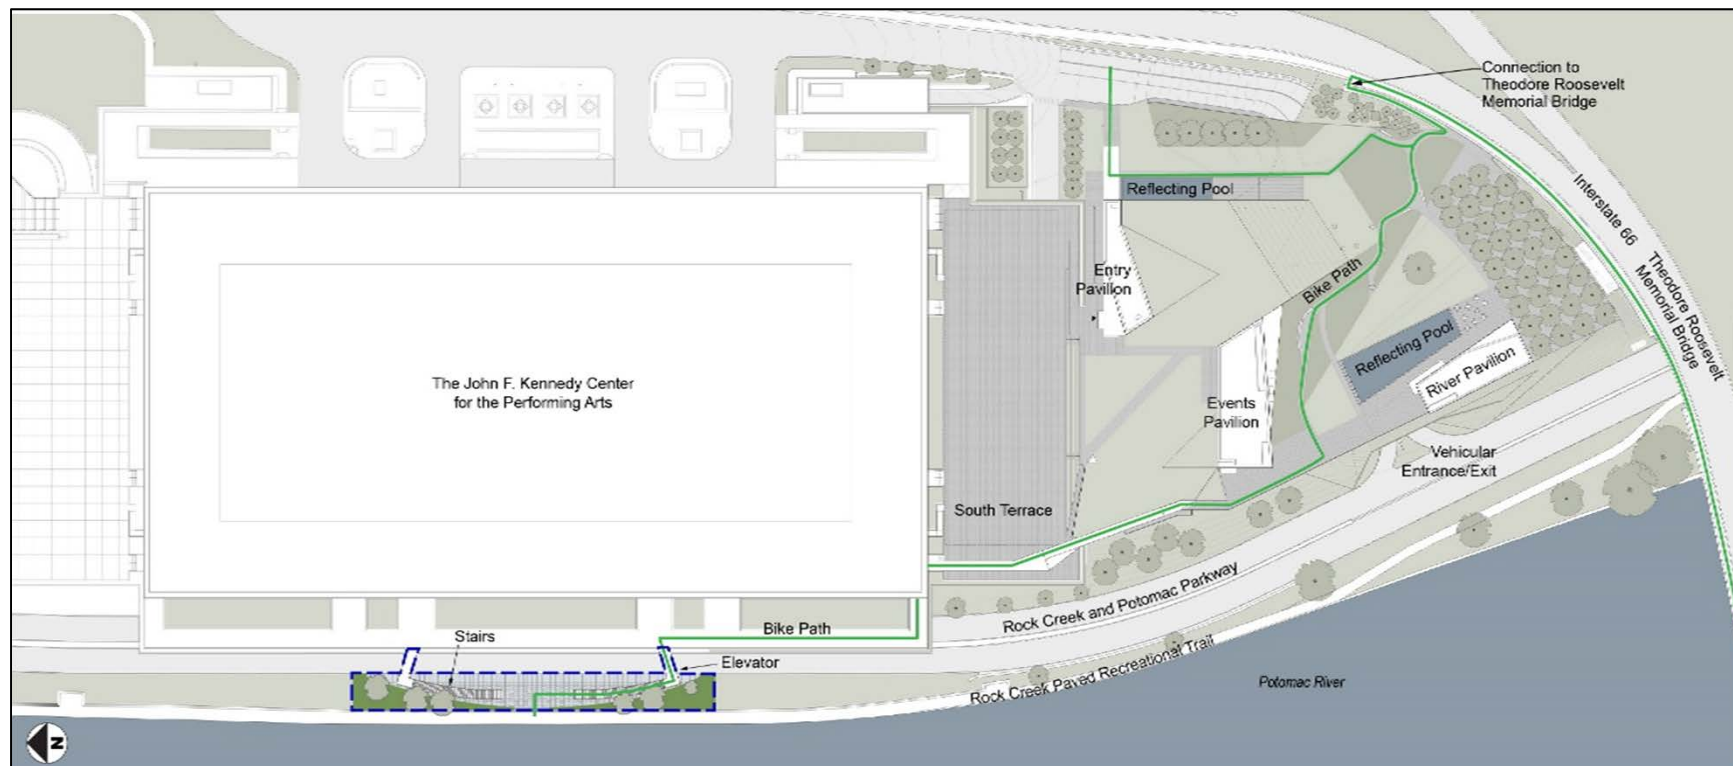 Connection to
Theodore Roosevelt
Memorial Bridge
Reflecting Pool
Interstate 66
Theodore Roosevelt
Memorial Bridge
Entry
Pavilion
Bike Path
Reflecting Pool
River Pavilion
The John F. Kennedy Center
for the Performing Arts
Events
Pavilion
Vehicular
Entrance/Exit
South Terrace
Rock Creek and Potomac Parkway
Bike Path
Stairs
Elevator
Rock Creek Paved Recreational Trail
Potomac River
N